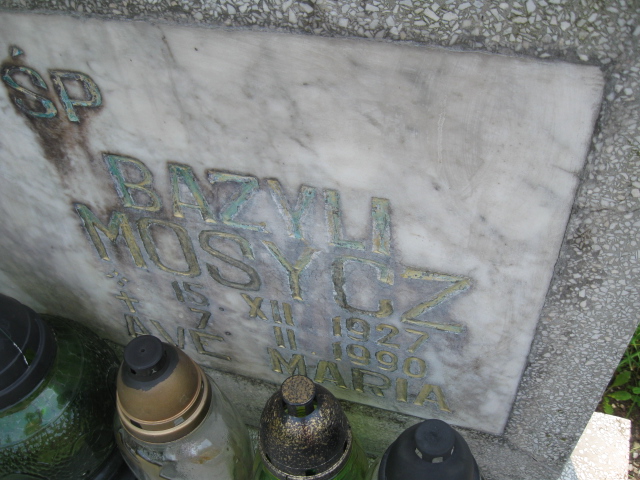 ŚP
BAZYLI
MOSYCZ
* 15 XII 1927
† 7 II 1990
AVE MARIA